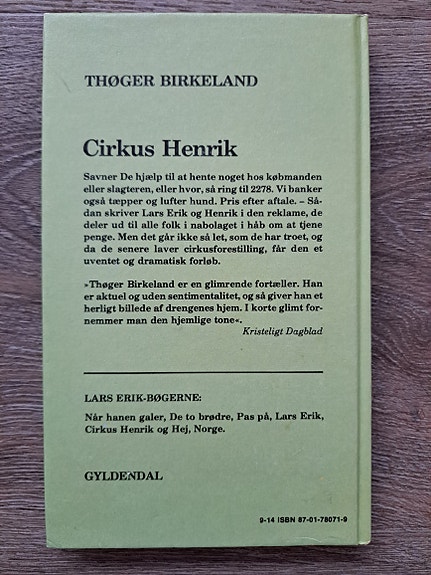 THØGER BIRKELAND
Cirkus Henrik
Savner De hjælp til at hente noget hos købmanden
eller slagteren, eller hvor, så ring til 2278. Vi banker
også tæpper og lufter hund. Pris efter aftale. – Så-
dan skriver Lars Erik og Henrik i den reklame, de
deler ud til alle folk i nabolaget i håb om at tjene
penge. Men det går ikke så let, som de har troet, og
da de senere laver cirkusforestilling, får den et
uventet og dramatisk forløb.
»Thøger Birkeland er en glimrende fortæller. Han
er aktuel og uden sentimentalitet, og så giver han et
herligt billede af drengenes hjem. I korte glimt for-
nemmer man den hjemlige tone«.
Kristeligt Dagblad
LARS ERIK-BØGERNE:
Når hanen galer, De to brødre, Pas på, Lars Erik,
Cirkus Henrik og Hej, Norge.
GYLDENDAL
9-14 ISBN 87-01-78071-9